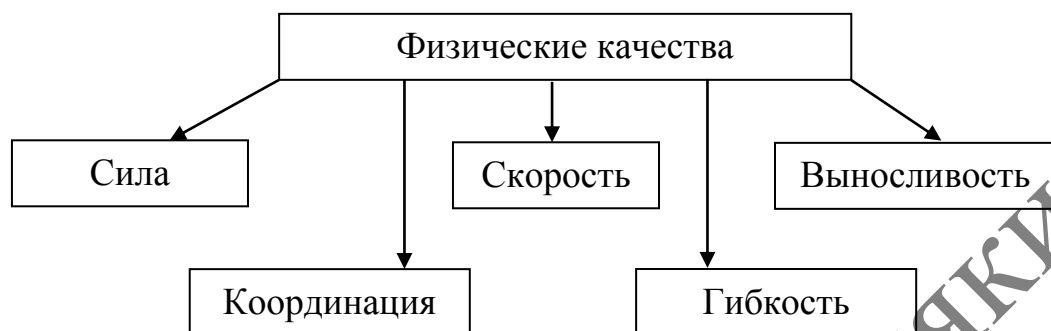 Физические качества
Сила
Скорость
Выносливость
Координация
Гибкость